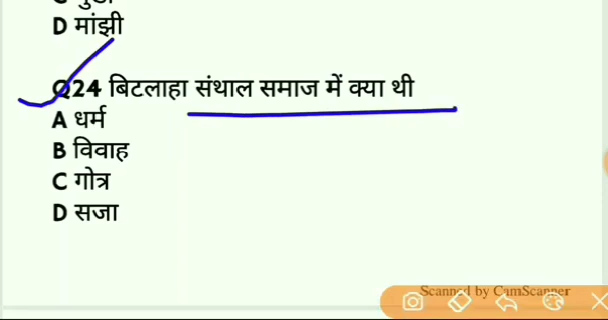 D मांझी
Q24 बिटलाहा संथाल समाज में क्या थी
A धर्म
B विवाह
C गोत्र
D सजा
Scanned by CamScanner